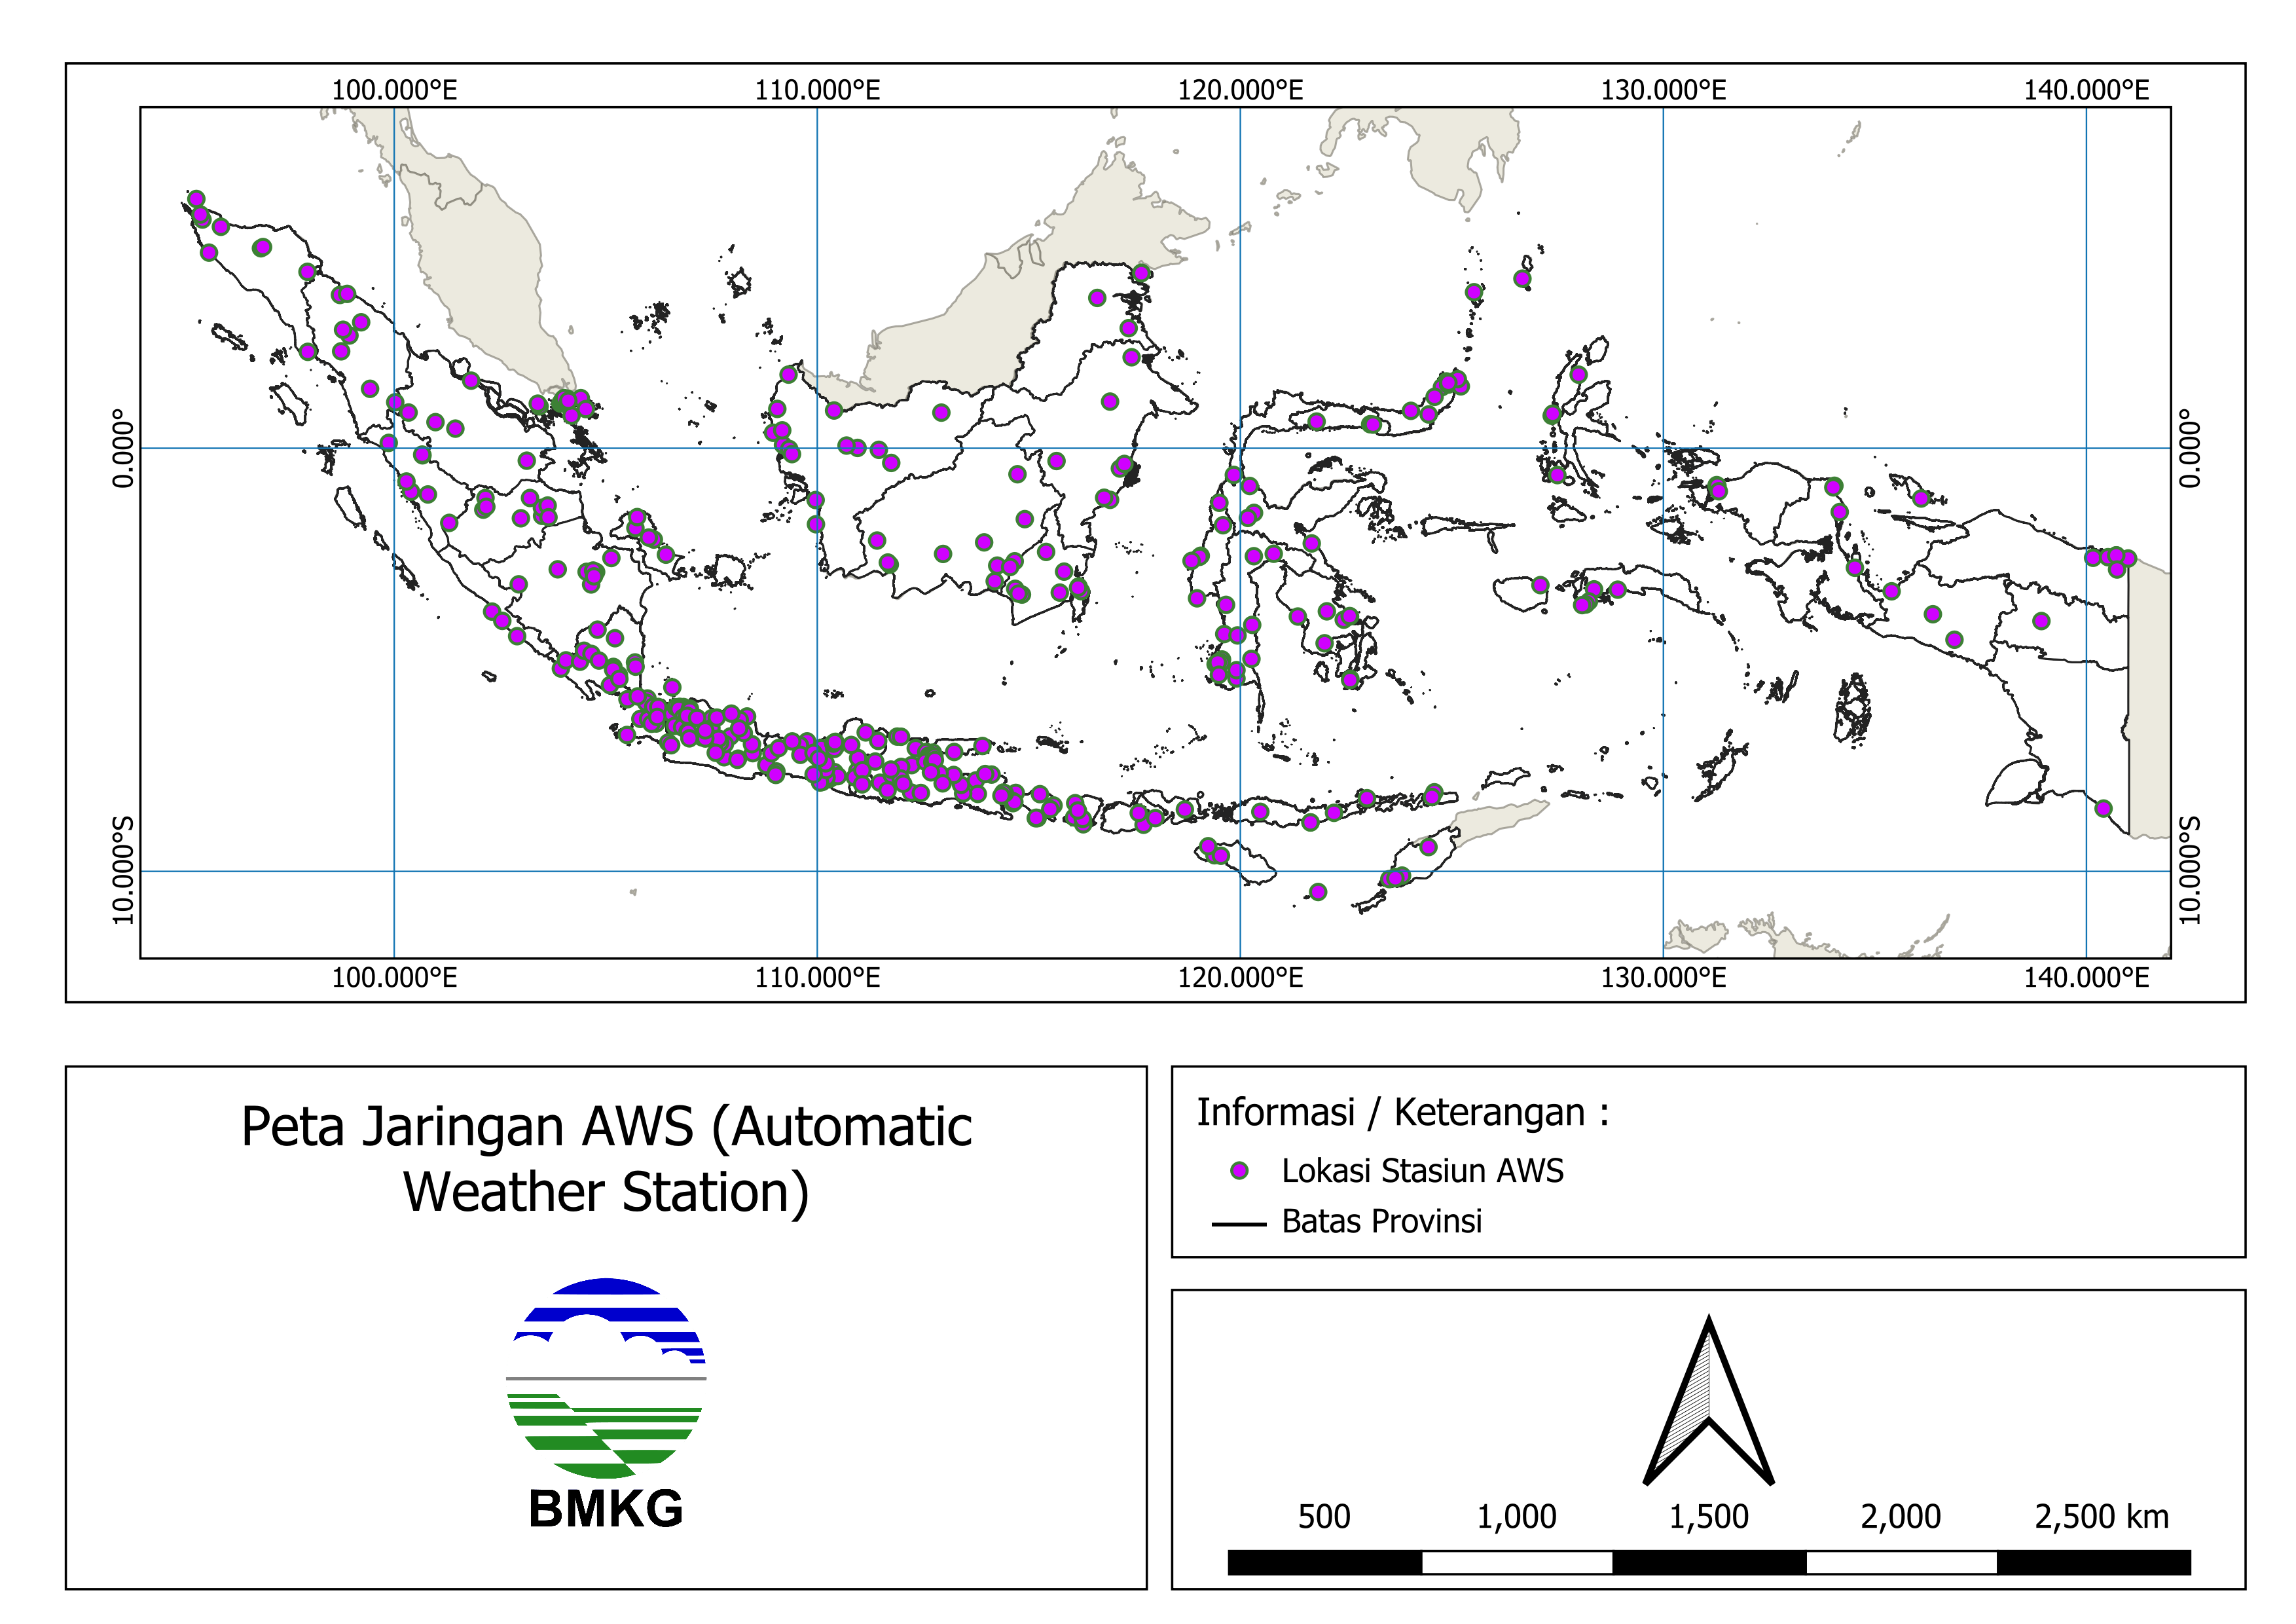 100.000°E 110.000°E 120.000°E 130.000°E 140.000°E
0.000° 0.000°
10.000°S 10.000°S
100.000°E 110.000°E 120.000°E 130.000°E 140.000°E
Peta Jaringan AWS (Automatic
Weather Station)
BMKG
Informasi / Keterangan :
Lokasi Stasiun AWS
Batas Provinsi
500 1,000 1,500 2,000 2,500 km